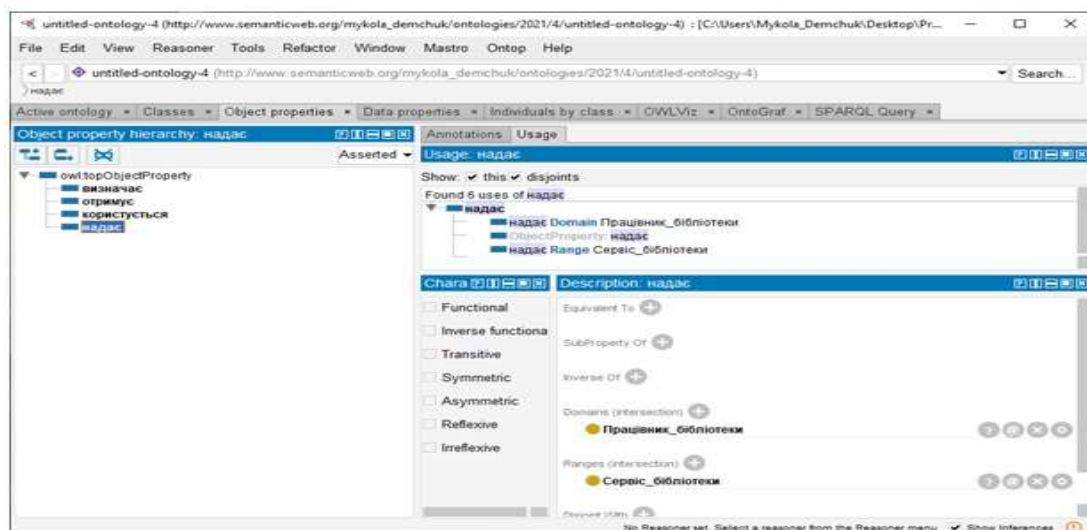 untitled-ontology-4 (http://www.semanticweb.org/mykola_demchuk/ontologies/2021/4/untitled-ontology-4) : [C:\Users\Mykola_Demchuk\Desktop\Pr...
File Edit View Reasoner Tools Refactor Window Mastro Ontop Help
< > untitled-ontology-4 (http://www.semanticweb.org/mykola_demchuk/ontologies/2021/4/untitled-ontology-4) Search...
надає
Active ontology × Classes × Object properties × Data properties × Individuals by class × OWLViz × OntoGraf × SPARQL Query ×
Object property hierarchy: надає
Asserted
owl:topObjectProperty
визначає
отримує
користується
надає
Annotations Usage
Usage: надає
Show: this disjoints
Found 6 uses of надає
надає
надає Domain Працівник_бібліотеки
ObjectProperty: надає
надає Range Сервіс_бібліотеки
Chara
Functional
Inverse functiona
Transitive
Symmetric
Asymmetric
Reflexive
Irreflexive
Description: надає
Equivalent To
SubProperty Of
Inverse Of
Domains (intersection)
Працівник_бібліотеки
Ranges (intersection)
Сервіс_бібліотеки
Disjoint With
No Reasoner set. Select a reasoner from the Reasoner menu Show Inferences